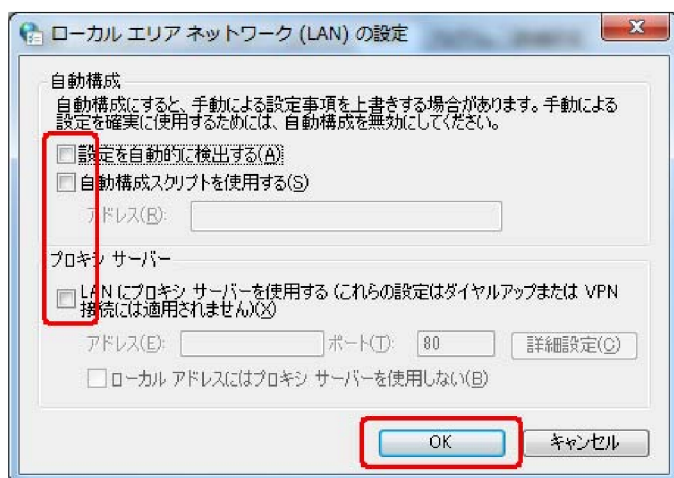 ローカル エリア ネットワーク (LAN) の設定
自動構成
自動構成にすると、手動による設定事項を上書きする場合があります。手動による
設定を確実に使用するためには、自動構成を無効にしてください。
設定を自動的に検出する(A)
自動構成スクリプトを使用する(S)
アドレス(R):
プロキシ サーバー
LAN にプロキシ サーバーを使用する (これらの設定はダイヤルアップまたは VPN
接続には適用されません)(X)
アドレス(E): ポート(T): 80 詳細設定(C)
ローカル アドレスにはプロキシ サーバーを使用しない(B)
OK キャンセル